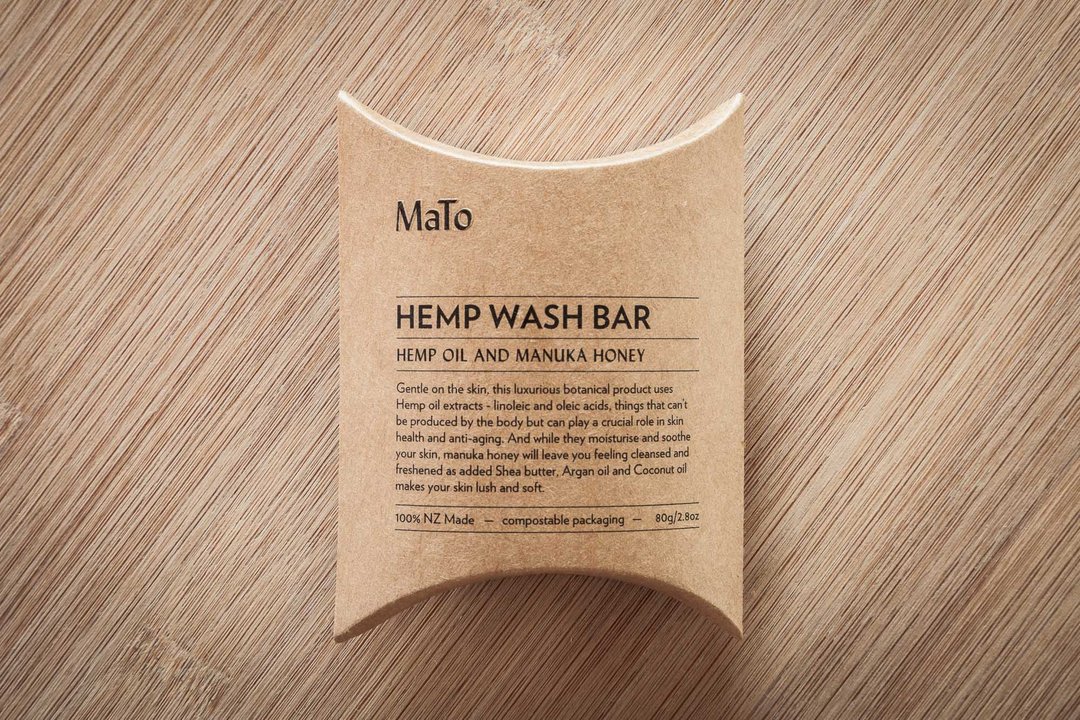 MaTo
HEMP WASH BAR
HEMP OIL AND MANUKA HONEY
Gentle on the skin, this luxurious botanical product uses
Hemp oil extracts - linoleic and oleic acids, things that can't
be produced by the body but can play a crucial role in skin
health and anti-aging. And while they moisturise and soothe
your skin, manuka honey will leave you feeling cleansed and
freshened as added Shea butter, Argan oil and Coconut oil
makes your skin lush and soft.
100% NZ Made — compostable packaging — 80g/2.8oz